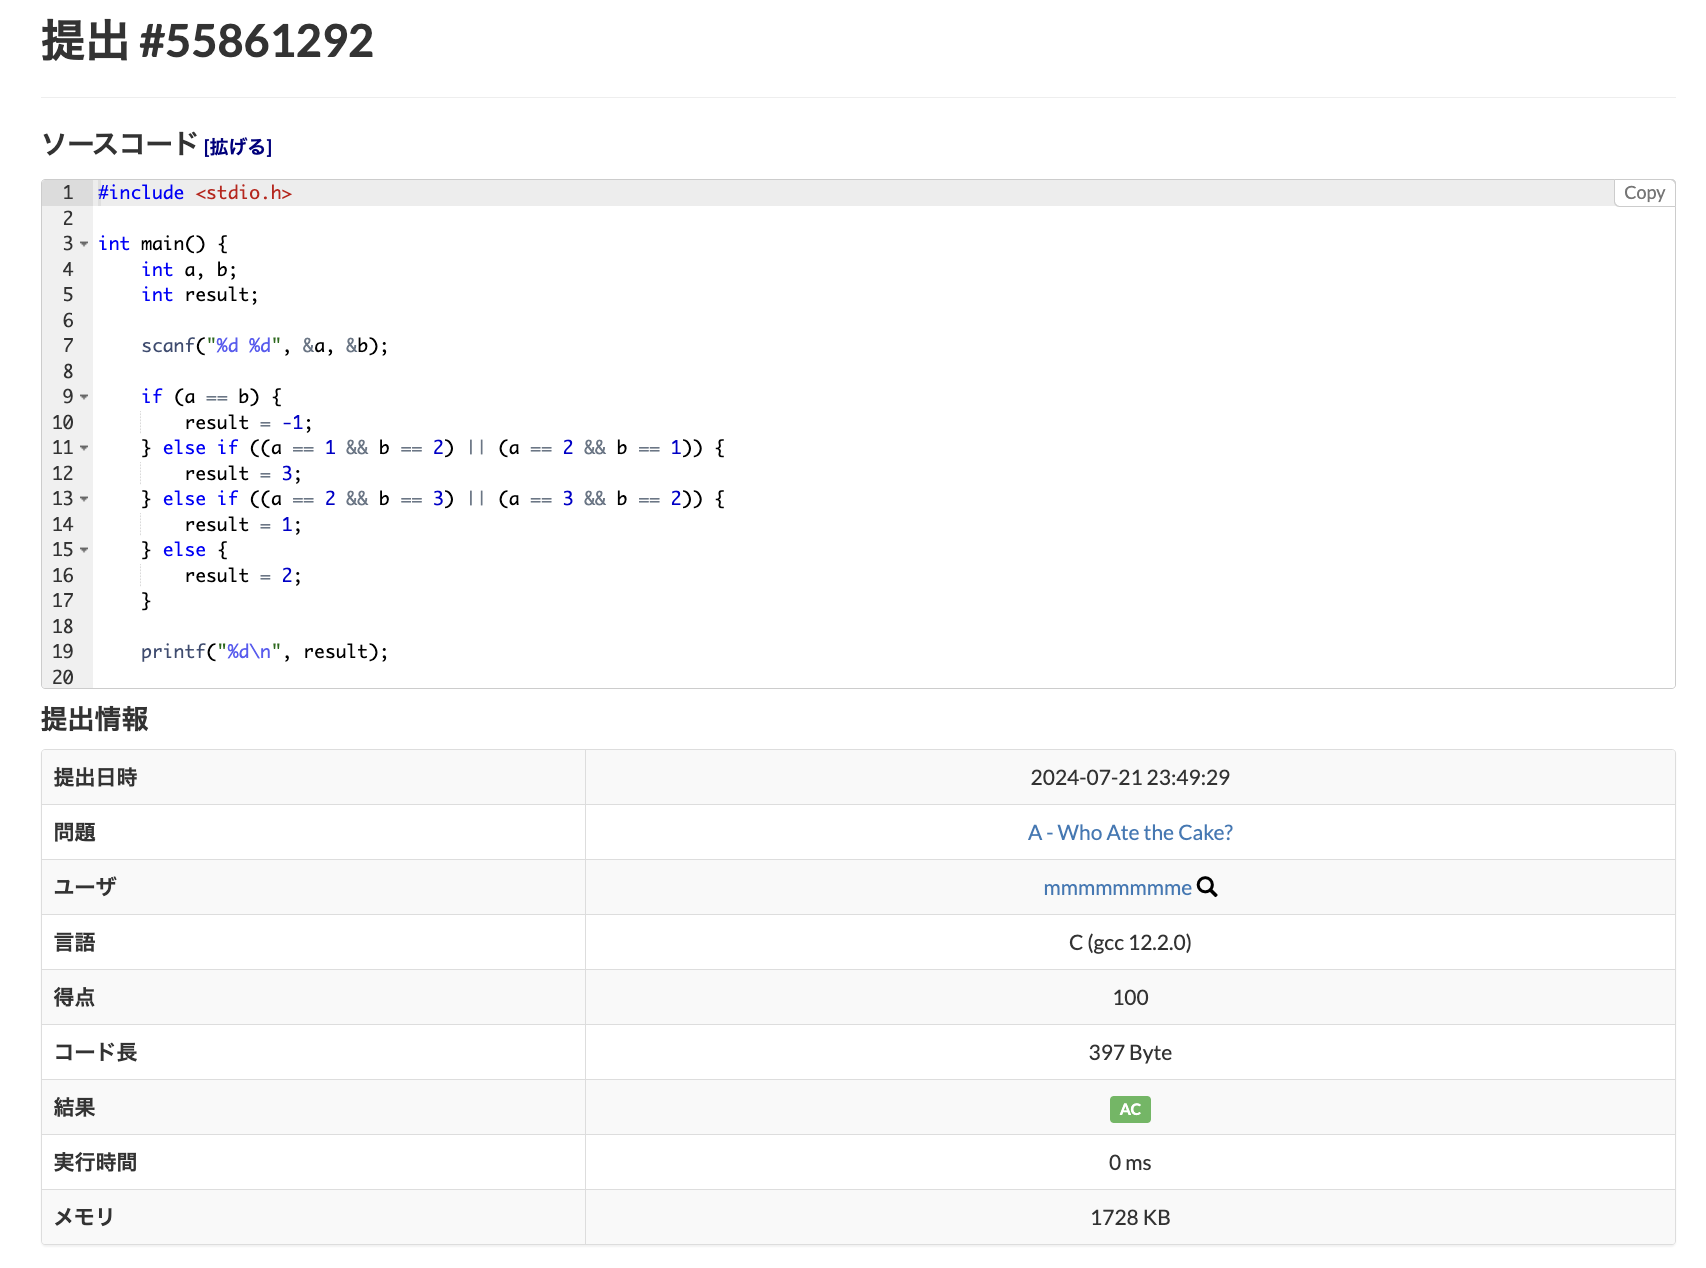 提出 #55861292
ソースコード [拡げる]
Copy
1 #include <stdio.h>
2
3 int main() {
4     int a, b;
5     int result;
6
7     scanf("%d %d", &a, &b);
8
9     if (a == b) {
10         result = -1;
11     } else if ((a == 1 && b == 2) || (a == 2 && b == 1)) {
12         result = 3;
13     } else if ((a == 2 && b == 3) || (a == 3 && b == 2)) {
14         result = 1;
15     } else {
16         result = 2;
17     }
18
19     printf("%d\n", result);
20
提出情報
提出日時 2024-07-21 23:49:29
問題 A - Who Ate the Cake?
ユーザ mmmmmmmme
言語 C (gcc 12.2.0)
得点 100
コード長 397 Byte
結果 AC
実行時間 0 ms
メモリ 1728 KB